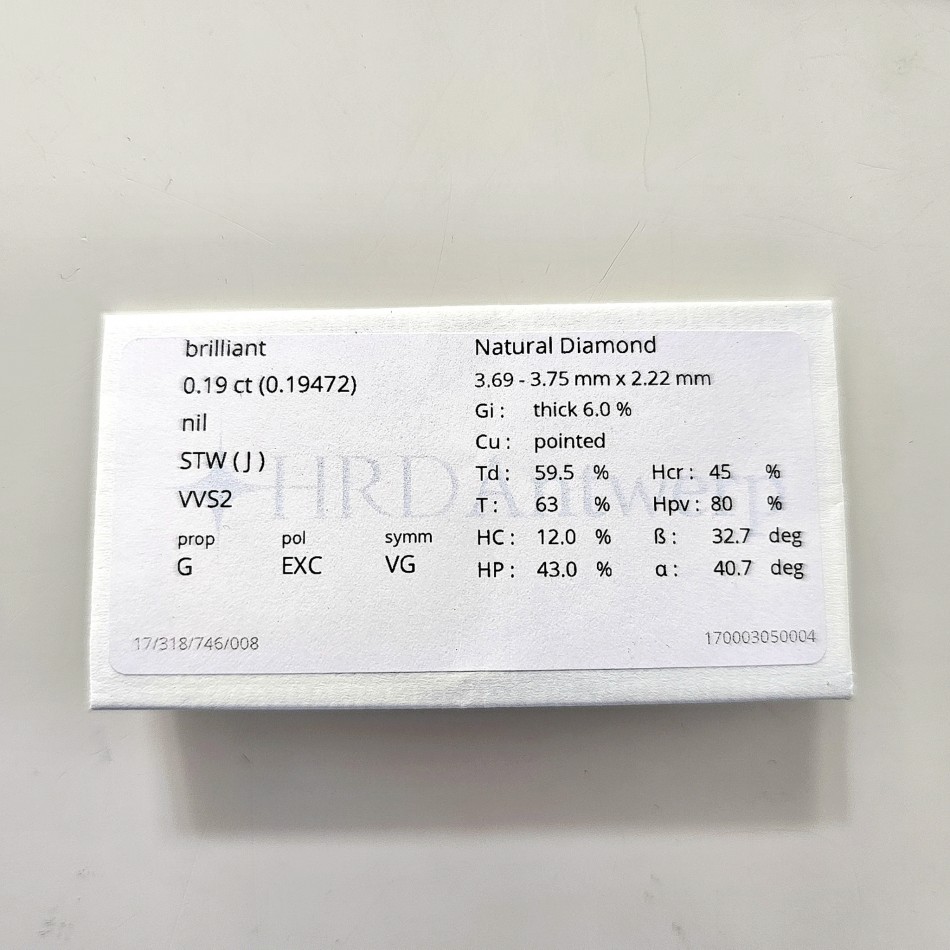 brilliant
0.19 ct (0.19472)
nil
STW ( J )
VVS2
prop pol symm
G EXC VG
17/318/746/008
Natural Diamond
3.69 - 3.75 mm x 2.22 mm
Gi : thick 6.0 %
Cu : pointed
Td : 59.5 % Hcr : 45 %
T : 63 % Hpv : 80 %
HC : 12.0 % ß : 32.7 deg
HP : 43.0 % α : 40.7 deg
170003050004
HRD Antwerp